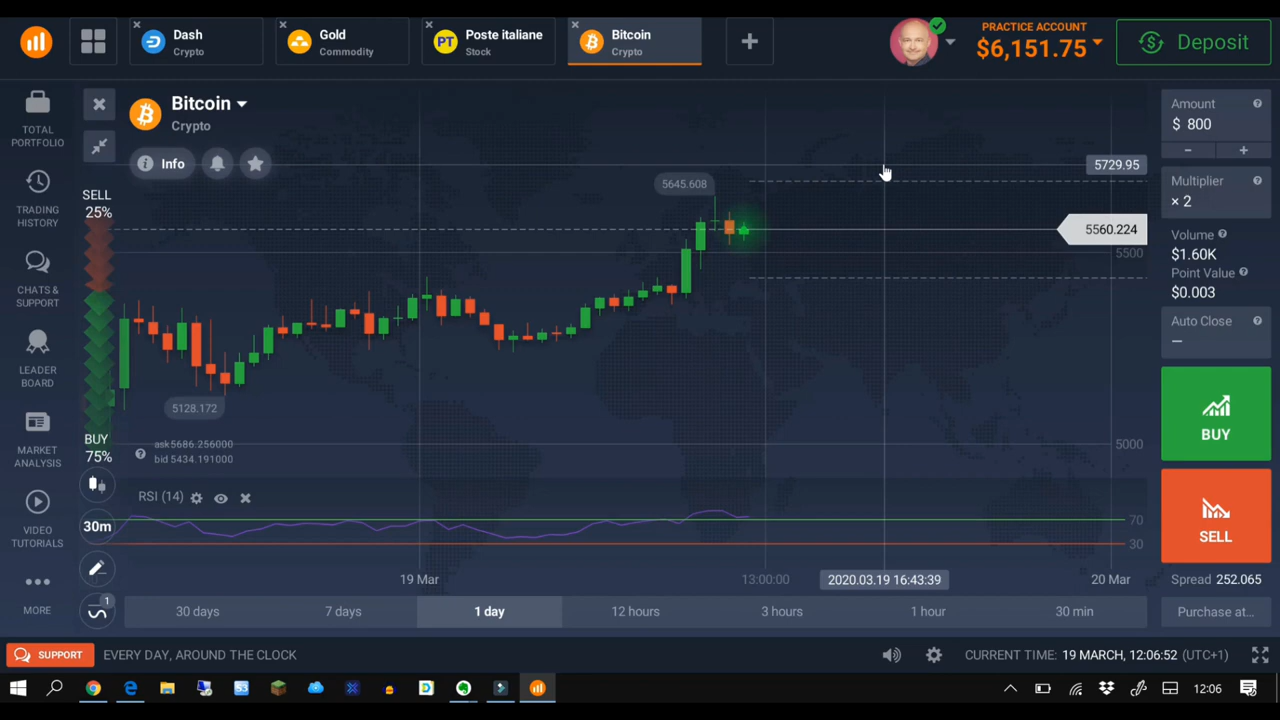 Dash
Crypto
Gold
Commodity
PT
Poste italiane
Stock
Bitcoin
Crypto
PRACTICE ACCOUNT
$6,151.75
Deposit
TOTAL
PORTFOLIO
TRADING
HISTORY
CHATS &
SUPPORT
LEADER
BOARD
MARKET
ANALYSIS
VIDEO
TUTORIALS
MORE
Bitcoin
Crypto
Info
SELL
25%
BUY
75%
5645.608
5128.172
ask5686.256000
bid 5434.191000
5729.95
5560.224
5500
5000
RSI (14)
70
30
30m
1
19 Mar
13:00:00
2020.03.19 16:43:39
20 Mar
30 days
7 days
1 day
12 hours
3 hours
1 hour
30 min
Amount
$ 800
-
+
Multiplier
× 2
Volume
$1.60K
Point Value
$0.003
Auto Close
—
BUY
SELL
Spread 252.065
Purchase at...
SUPPORT
EVERY DAY, AROUND THE CLOCK
CURRENT TIME: 19 MARCH, 12:06:52 (UTC+1)
12:06